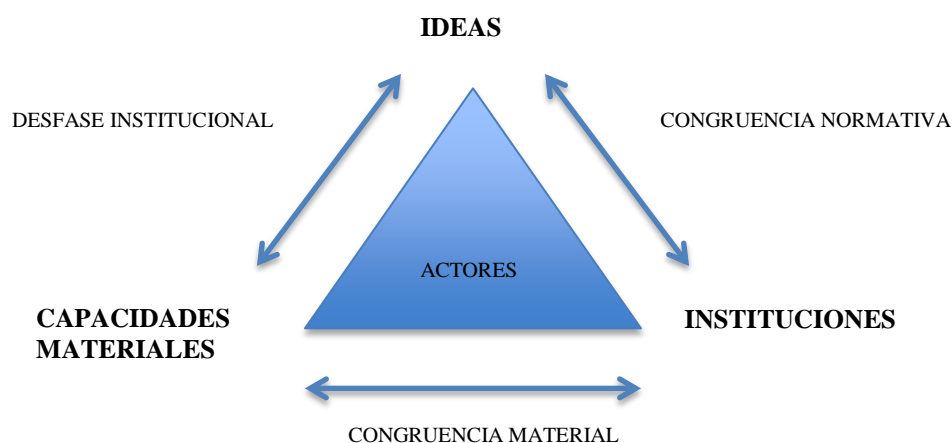 IDEAS
DESFASE INSTITUCIONAL
CONGRUENCIA NORMATIVA
ACTORES
CAPACIDADES
MATERIALES
INSTITUCIONES
CONGRUENCIA MATERIAL